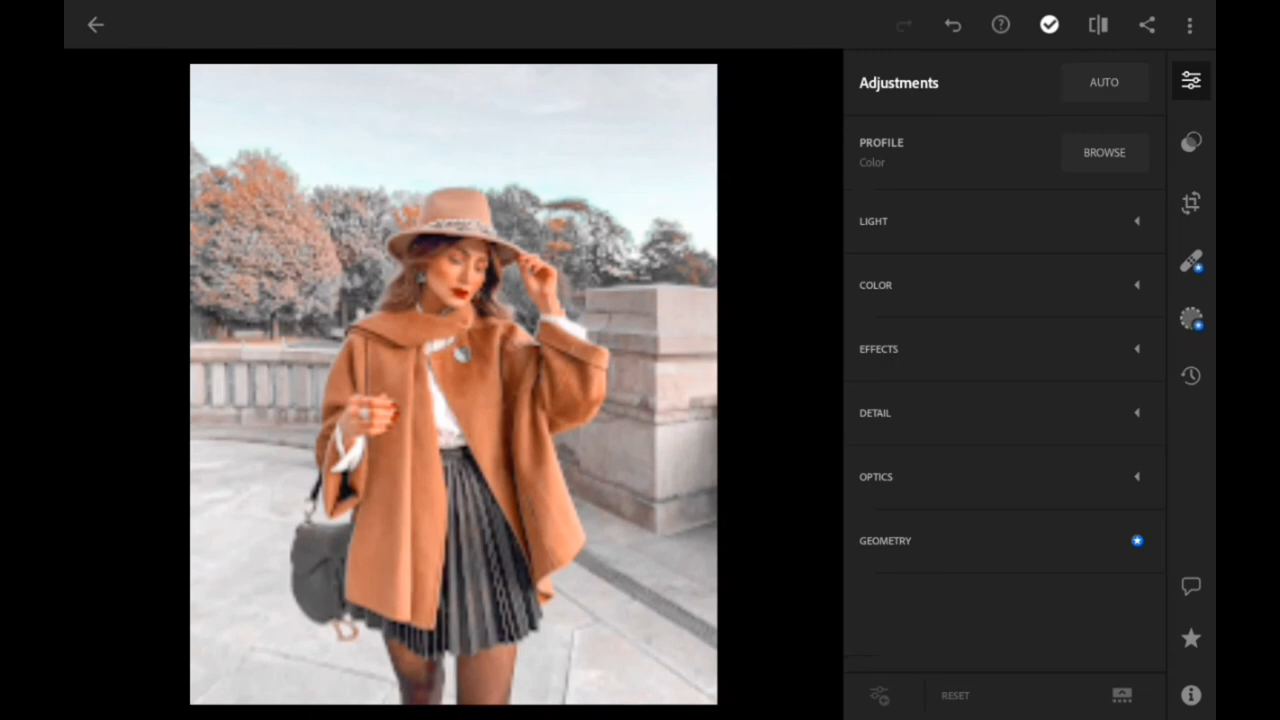 Adjustments
AUTO
PROFILE
Color
BROWSE
LIGHT
COLOR
EFFECTS
DETAIL
OPTICS
GEOMETRY
RESET